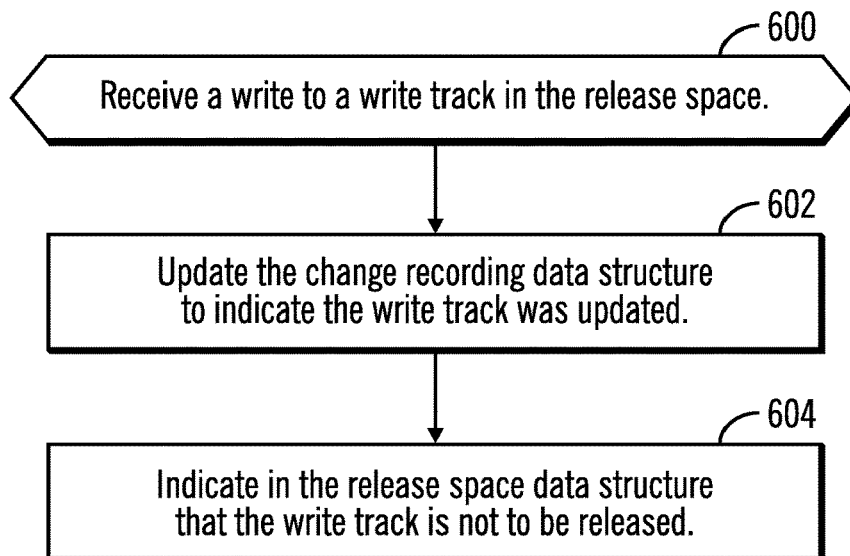 600
Receive a write to a write track in the release space.
602
Update the change recording data structure
to indicate the write track was updated.
604
Indicate in the release space data structure
that the write track is not to be released.